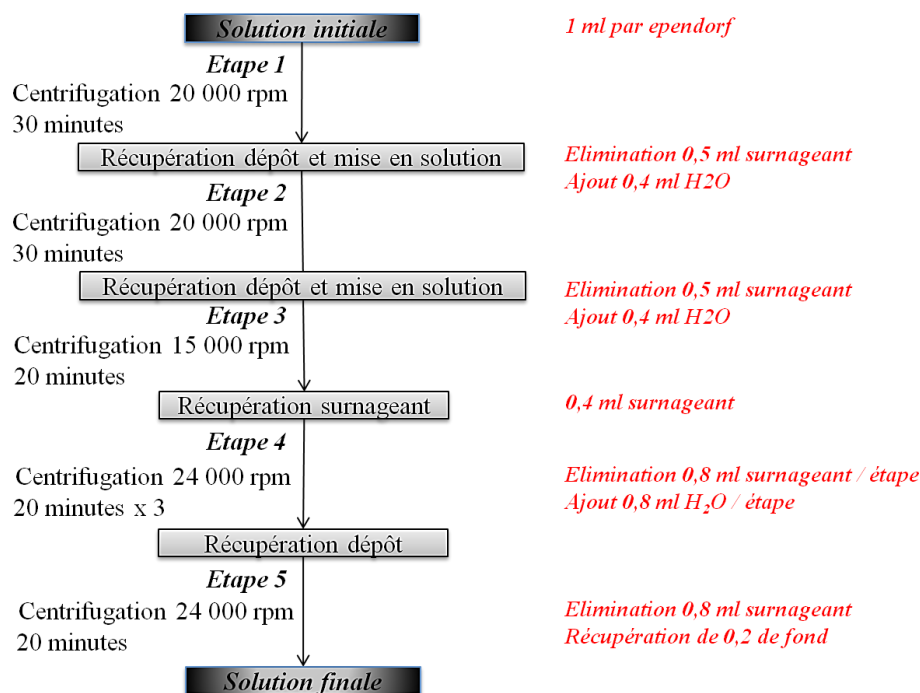 Solution initiale
1 ml par ependorf
Etape 1
Centrifugation 20 000 rpm
30 minutes
Récupération dépôt et mise en solution
Elimination 0,5 ml surnageant
Ajout 0,4 ml H2O
Etape 2
Centrifugation 20 000 rpm
30 minutes
Récupération dépôt et mise en solution
Elimination 0,5 ml surnageant
Ajout 0,4 ml H2O
Etape 3
Centrifugation 15 000 rpm
20 minutes
Récupération surnageant
0,4 ml surnageant
Etape 4
Centrifugation 24 000 rpm
20 minutes x 3
Elimination 0,8 ml surnageant / étape
Ajout 0,8 ml H₂O / étape
Récupération dépôt
Etape 5
Centrifugation 24 000 rpm
20 minutes
Elimination 0,8 ml surnageant
Récupération de 0,2 de fond
Solution finale